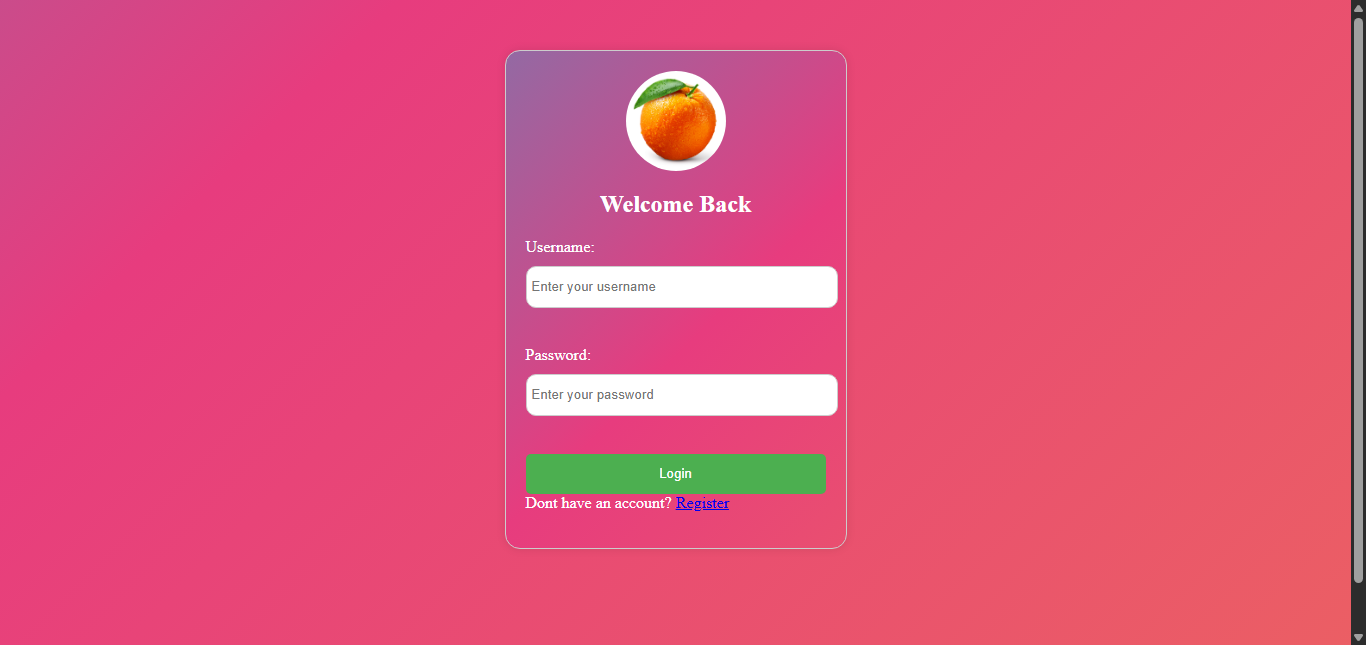 Welcome Back
Username:
Enter your username
Password:
Enter your password
Login
Dont have an account? Register